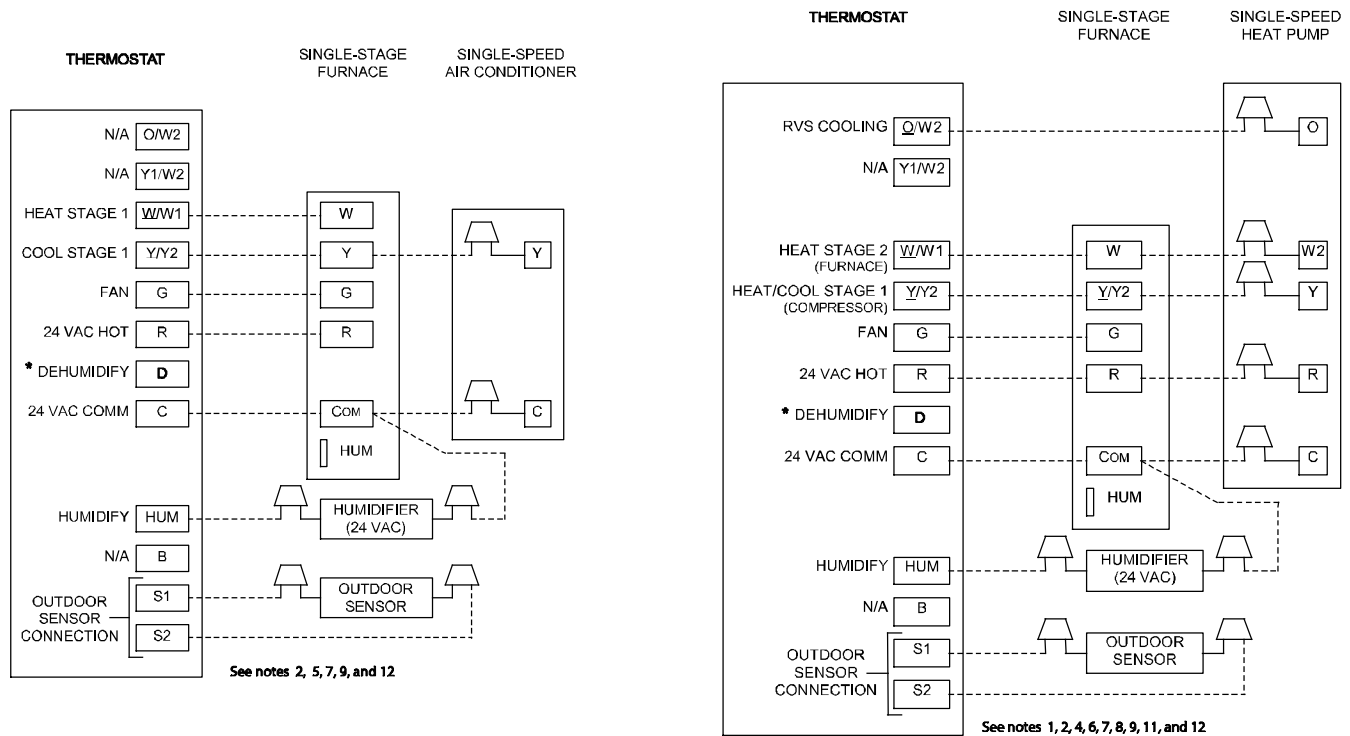 THERMOSTAT
SINGLE-STAGE
FURNACE
SINGLE-SPEED
AIR CONDITIONER
N/A O/W2
N/A Y1/W2
HEAT STAGE 1 W/W1 W
COOL STAGE 1 Y/Y2 Y Y
FAN G G
24 VAC HOT R R
* DEHUMIDIFY D
24 VAC COMM C COM C
HUM
HUMIDIFY HUM HUMIDIFIER
(24 VAC)
N/A B
OUTDOOR
SENSOR
CONNECTION
S1
S2
OUTDOOR
SENSOR
See notes 2, 5, 7, 9, and 12
THERMOSTAT
SINGLE-STAGE
FURNACE
SINGLE-SPEED
HEAT PUMP
RVS COOLING O/W2 O
N/A Y1/W2
HEAT STAGE 2 W/W1 W W2
(FURNACE)
HEAT/COOL STAGE 1 Y/Y2 Y/Y2 Y
(COMPRESSOR)
FAN G G
24 VAC HOT R R R
* DEHUMIDIFY D
24 VAC COMM C COM C
HUM
HUMIDIFY HUM HUMIDIFIER
(24 VAC)
N/A B
OUTDOOR
SENSOR
CONNECTION
S1
S2
OUTDOOR
SENSOR
See notes 1, 2, 4, 6, 7, 8, 9, 11, and 12